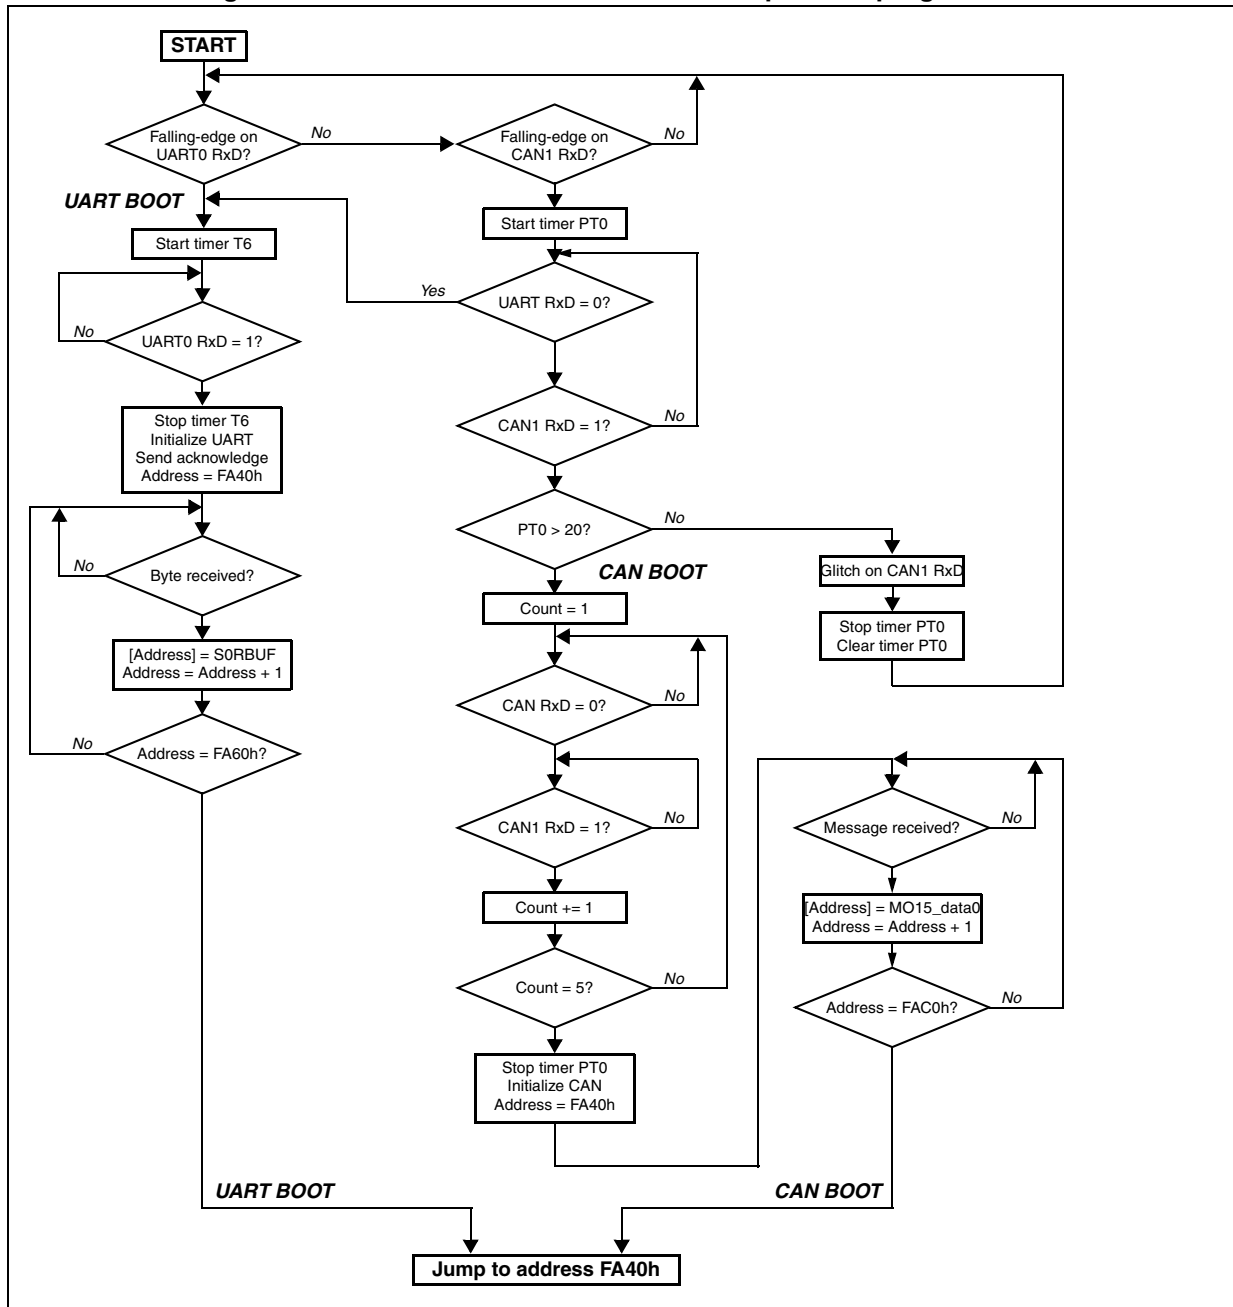 START
Falling-edge on
UART0 RxD?
No
Falling-edge on
CAN1 RxD?
No
UART BOOT
Start timer T6
Start timer PT0
No
UART0 RxD = 1?
Yes
UART RxD = 0?
Stop timer T6
Initialize UART
Send acknowledge
Address = FA40h
CAN1 RxD = 1?
No
PT0 > 20?
No
No
Byte received?
CAN BOOT
Glitch on CAN1 RxD
Count = 1
Stop timer PT0
Clear timer PT0
[Address] = S0RBUF
Address = Address + 1
CAN RxD = 0?
No
No
Address = FA60h?
CAN1 RxD = 1?
No
Message received?
No
Count += 1
[Address] = MO15_data0
Address = Address + 1
Count = 5?
No
Address = FAC0h?
No
Stop timer PT0
Initialize CAN
Address = FA40h
UART BOOT
CAN BOOT
Jump to address FA40h